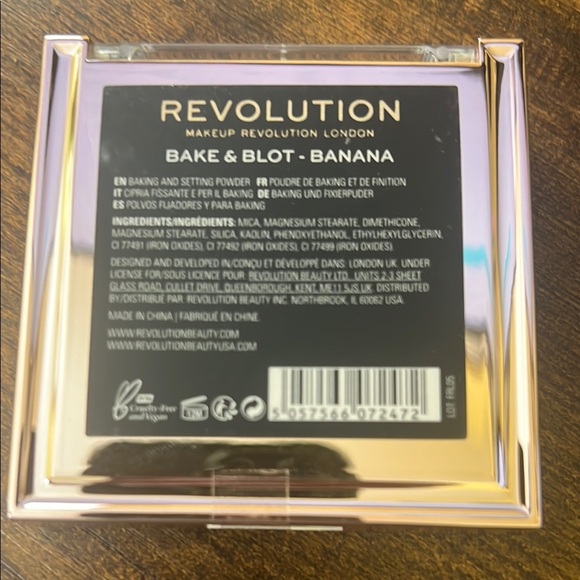 REVOLUTION
MAKEUP REVOLUTION LONDON
BAKE & BLOT - BANANA
EN BAKING AND SETTING POWDER FR POUDRE DE BAKING ET DE FINITION
IT CIPRIA FISSANTE E PER IL BAKING DE BAKING UND FIXIERPUDER
ES POLVOS FIJADORES Y PARA BAKING
INGREDIENTS/INGRÉDIENTS: MICA, MAGNESIUM STEARATE, DIMETHICONE,
MAGNESIUM STEARATE, SILICA, KAOLIN, PHENOXYETHANOL, ETHYLHEXYLGLYCERIN,
CI 77491 (IRON OXIDES), CI 77492 (IRON OXIDES), CI 77499 (IRON OXIDES).
DESIGNED AND DEVELOPED IN/CONÇU ET DÉVELOPPÉ DANS: LONDON UK. UNDER
LICENSE FOR/SOUS LICENCE POUR: REVOLUTION BEAUTY LTD., UNITS 2-3 SHEET
GLASS ROAD, CULLET DRIVE, QUEENBOROUGH, KENT, ME11 5JS UK. DISTRIBUTED
BY/DISTRIBUÉ PAR: REVOLUTION BEAUTY INC. NORTHBROOK, IL 60062 USA.
MADE IN CHINA | FABRIQUÉ EN CHINE.
WWW.REVOLUTIONBEAUTY.COM
WWW.REVOLUTIONBEAUTYUSA.COM
Cruelty-Free
and Vegan
12M
5 057566 072472
LOT FRL05